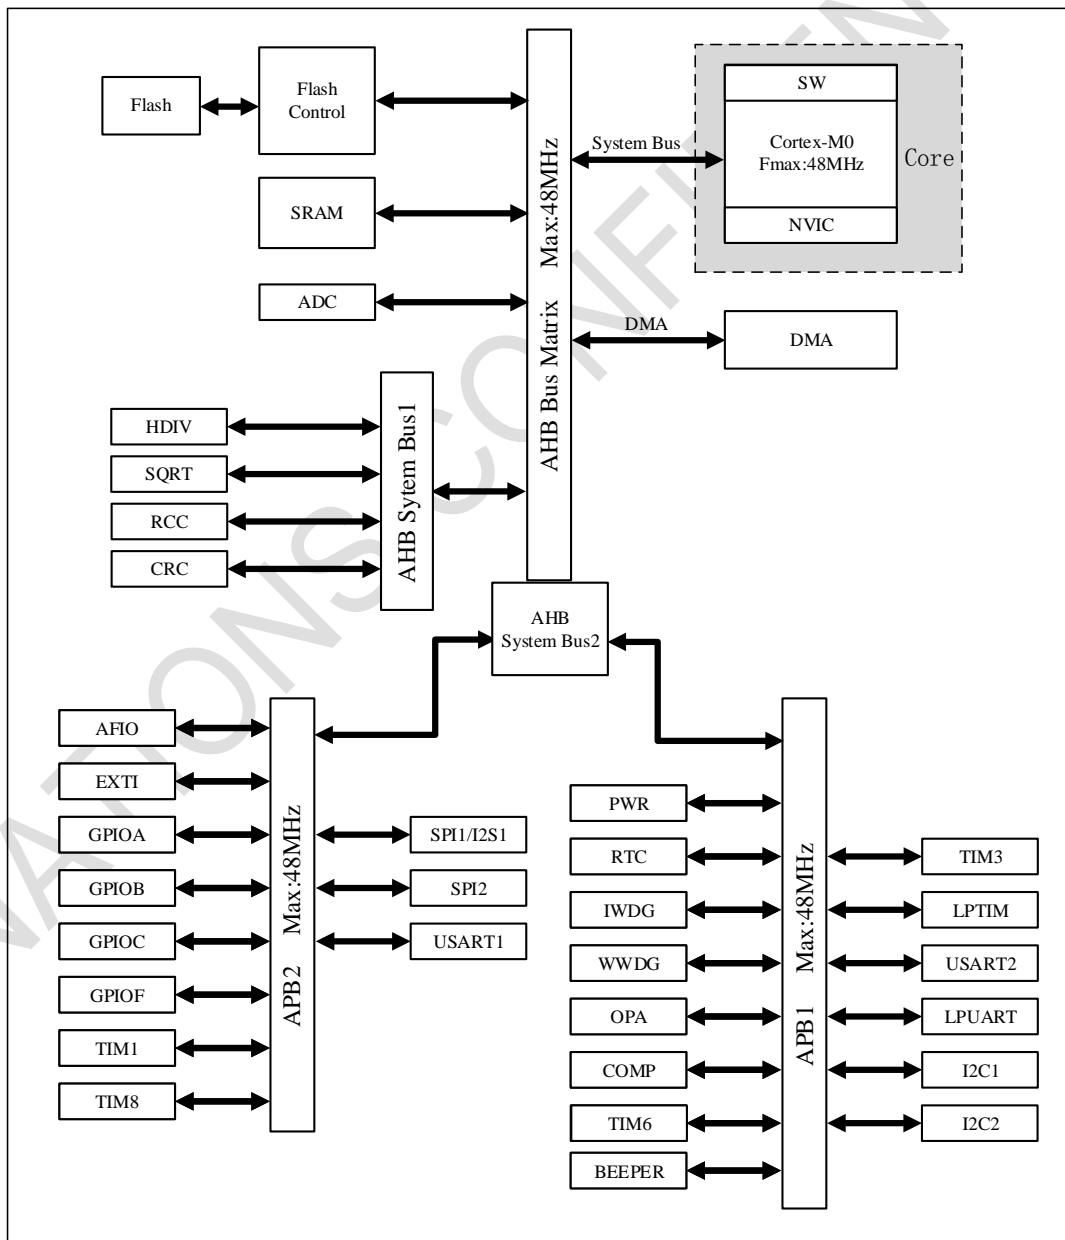 Flash
Flash
Control
SRAM
ADC
System Bus
SW
Cortex-M0
Fmax:48MHz
NVIC
Core
DMA
DMA
AHB Bus Matrix Max:48MHz
HDIV
SQRT
RCC
CRC
AHB Sytem Bus1
AHB
System Bus2
AFIO
EXTI
GPIOA
GPIOB
GPIOC
GPIOF
TIM1
TIM8
APB2 Max:48MHz
SPI1/I2S1
SPI2
USART1
PWR
RTC
IWDG
WWDG
OPA
COMP
TIM6
BEEPER
APB1 Max:48MHz
TIM3
LPTIM
USART2
LPUART
I2C1
I2C2
NATIONS CONFIDEN